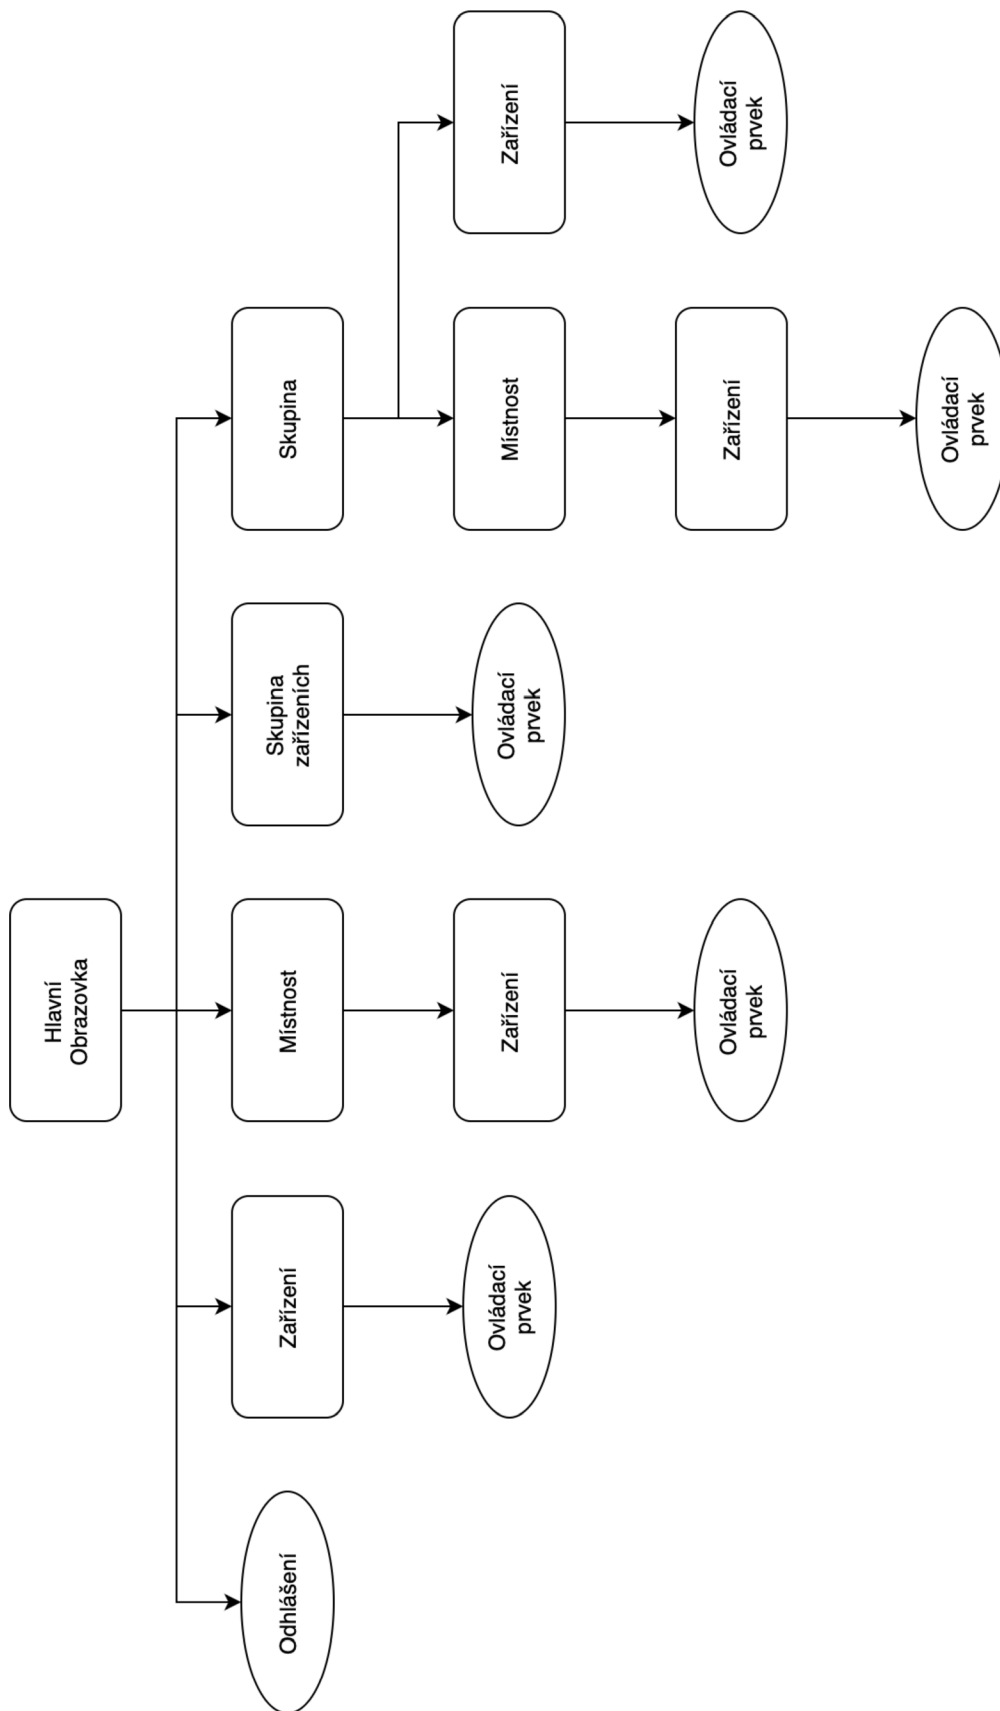 Hlavní
Obrazovka
Odhlášení
Zařízení
Místnost
Skupina
zařízeních
Skupina
Ovládací
prvek
Zařízení
Ovládací
prvek
Místnost
Zařízení
Ovládací
prvek
Zařízení
Ovládací
prvek
Ovládací
prvek